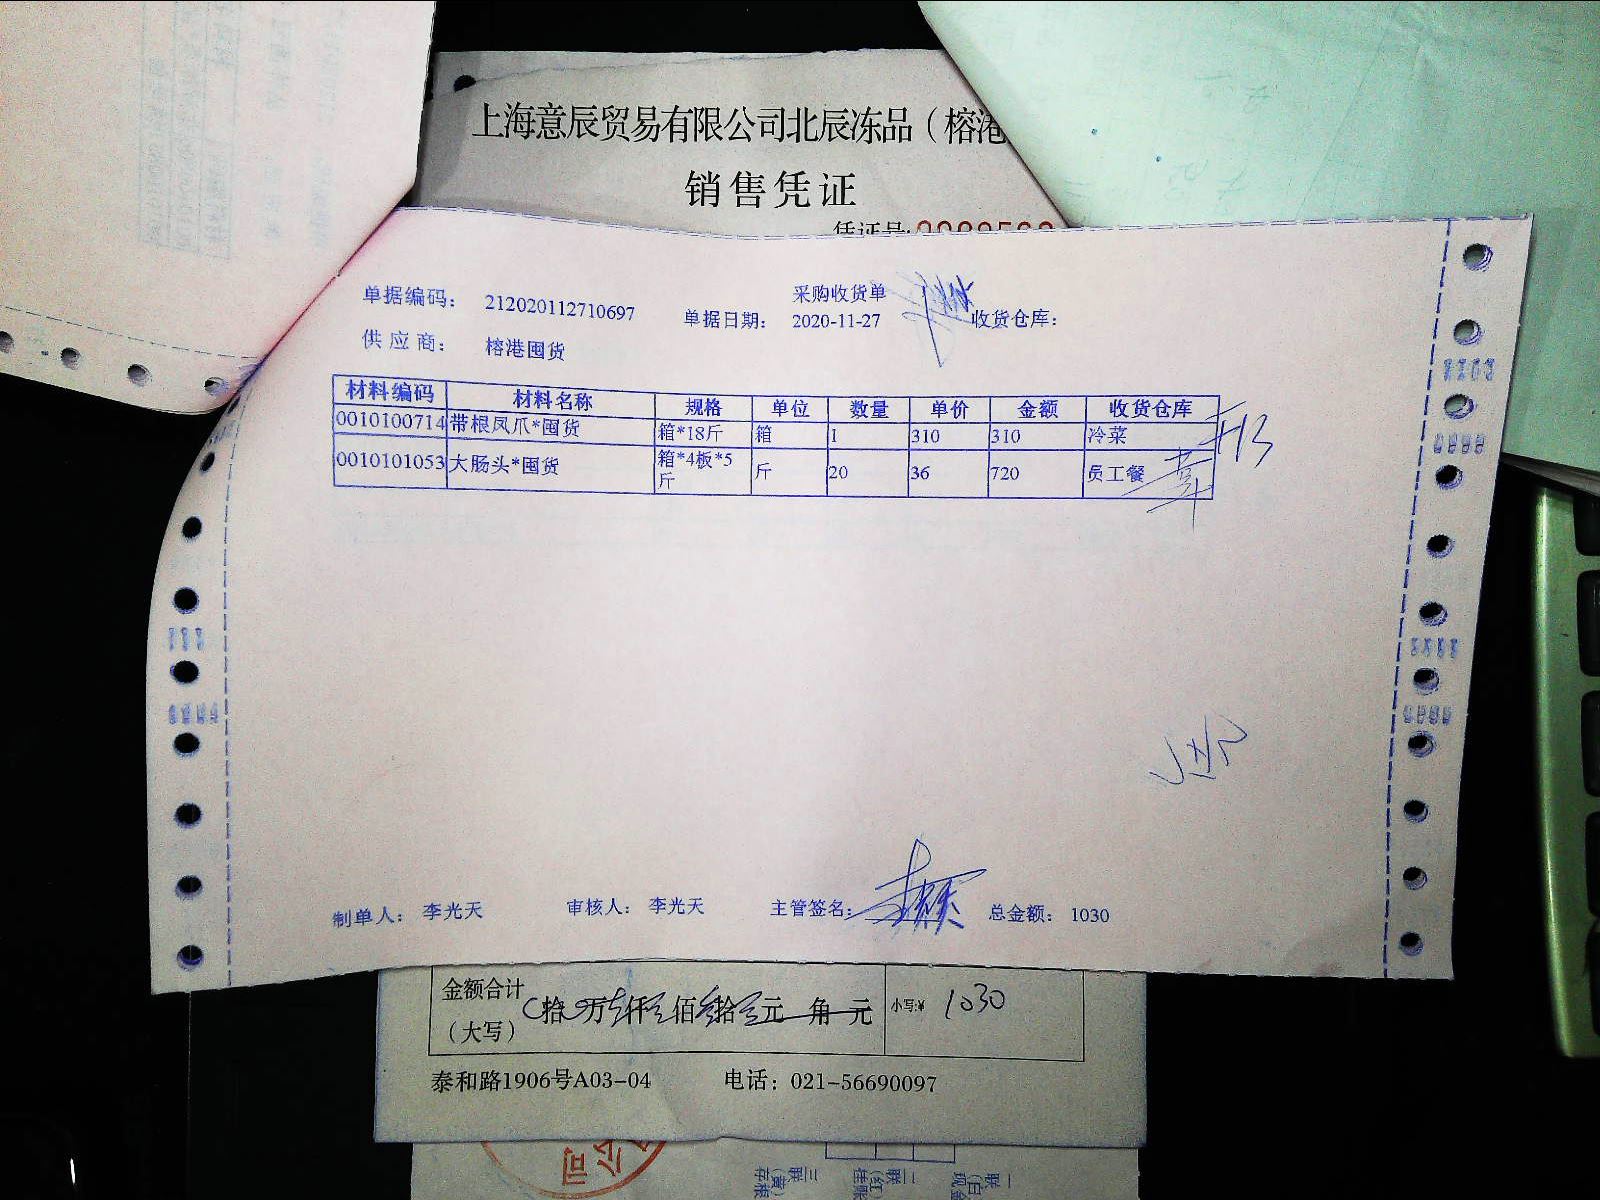 上海意辰贸易有限公司北辰冻品（榕港
销售凭证
凭证号:
采购收货单
单据编码： 212020112710697 单据日期： 2020-11-27 收货仓库：
供应商： 榕港囤货
材料编码 材料名称 规格 单位 数量 单价 金额 收货仓库
0010100714 带根凤爪*囤货 箱*18斤 箱 1 310 310 冷菜
0010101053 大肠头*囤货 箱*4板*5斤 斤 20 36 720 员工餐
制单人： 李光天 审核人： 李光天 主管签名： 总金额： 1030
金额合计（大写） 拾 万 仟 佰 拾 元 角 元 小写:¥ 1030
泰和路1906号A03-04 电话：021-56690097
公司